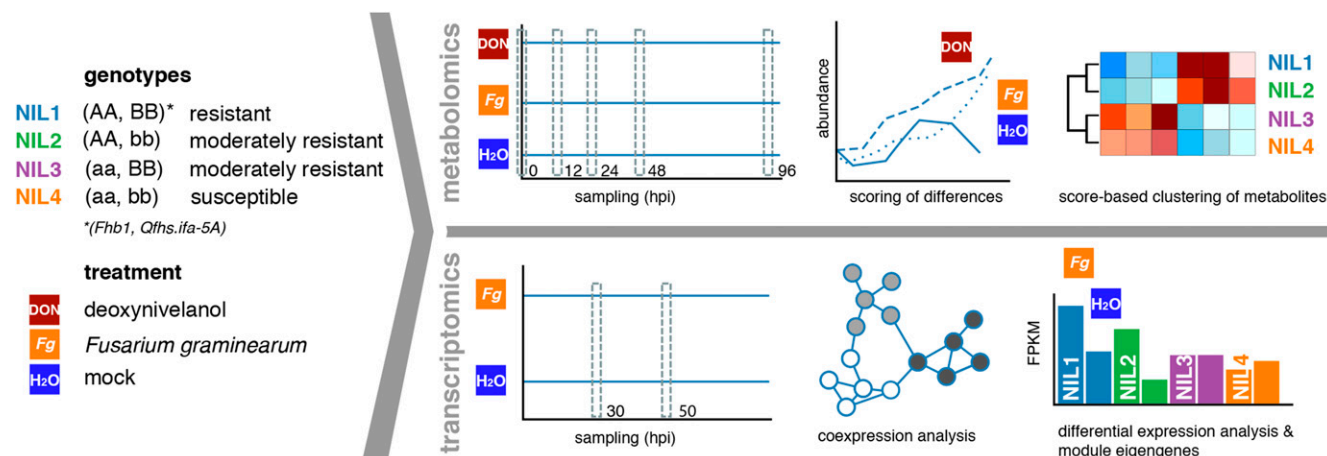 genotypes
NIL1 (AA, BB)* resistant
NIL2 (AA, bb) moderately resistant
NIL3 (aa, BB) moderately resistant
NIL4 (aa, bb) susceptible
*(Fhb1, Qfhs.ifa-5A)
treatment
DON deoxynivelanol
Fg Fusarium graminearum
H2O mock
metabolomics
DON
Fg
H2O
0 12 24 48 96
sampling (hpi)
abundance
DON
Fg
H2O
scoring of differences
NIL1
NIL2
NIL3
NIL4
score-based clustering of metabolites
transcriptomics
Fg
H2O
30 50
sampling (hpi)
coexpression analysis
Fg
H2O
FPKM
NIL1 NIL2 NIL3 NIL4
differential expression analysis &
module eigengenes